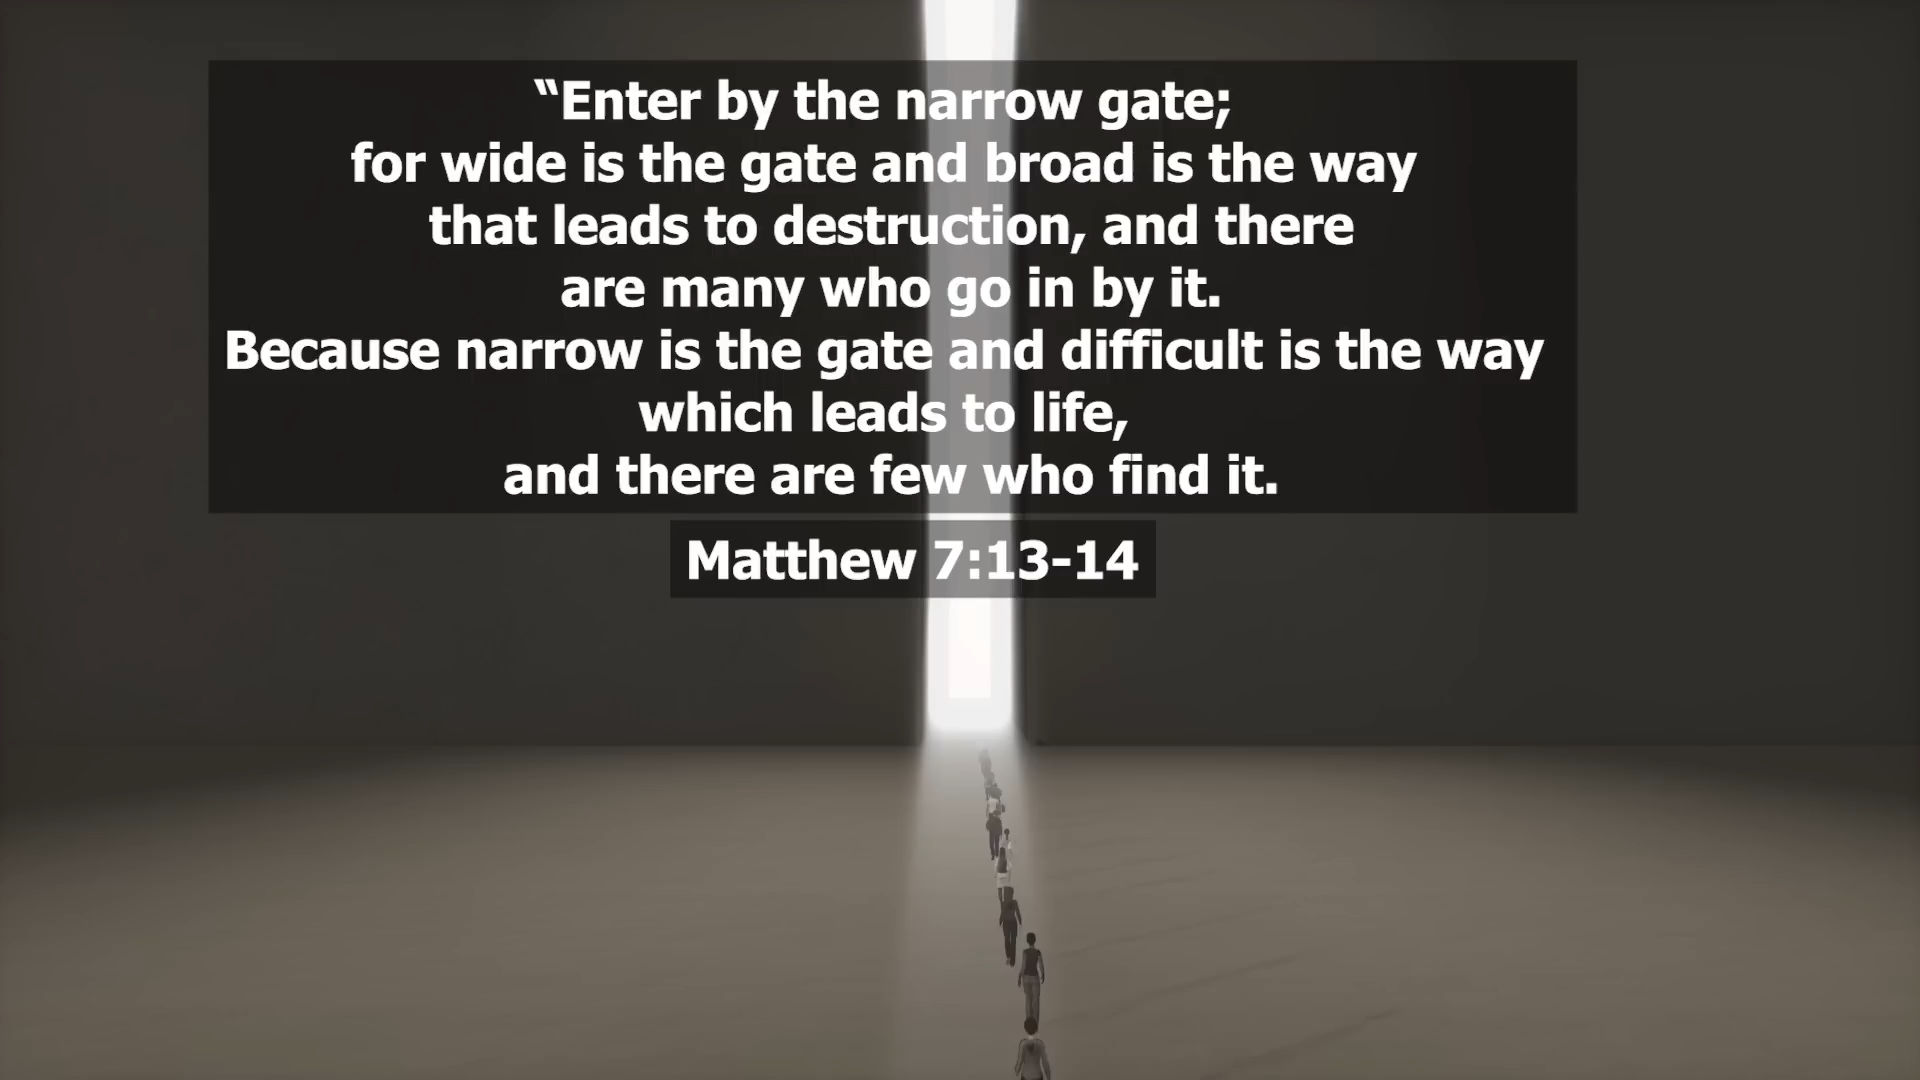 “Enter by the narrow gate;
for wide is the gate and broad is the way
that leads to destruction, and there
are many who go in by it.
Because narrow is the gate and difficult is the way
which leads to life,
and there are few who find it.
Matthew 7:13-14